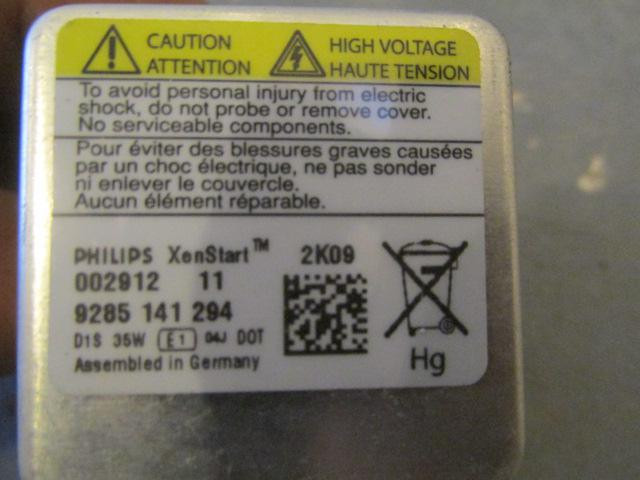 CAUTION
ATTENTION
HIGH VOLTAGE
HAUTE TENSION
To avoid personal injury from electric
shock, do not probe or remove cover.
No serviceable components.
Pour éviter des blessures graves causées
par un choc électrique, ne pas sonder
ni enlever le couvercle.
Aucun élément réparable.
PHILIPS XenStart™ 2K09
002912 11
9285 141 294
D1S 35W E1 04J DOT
Assembled in Germany
Hg